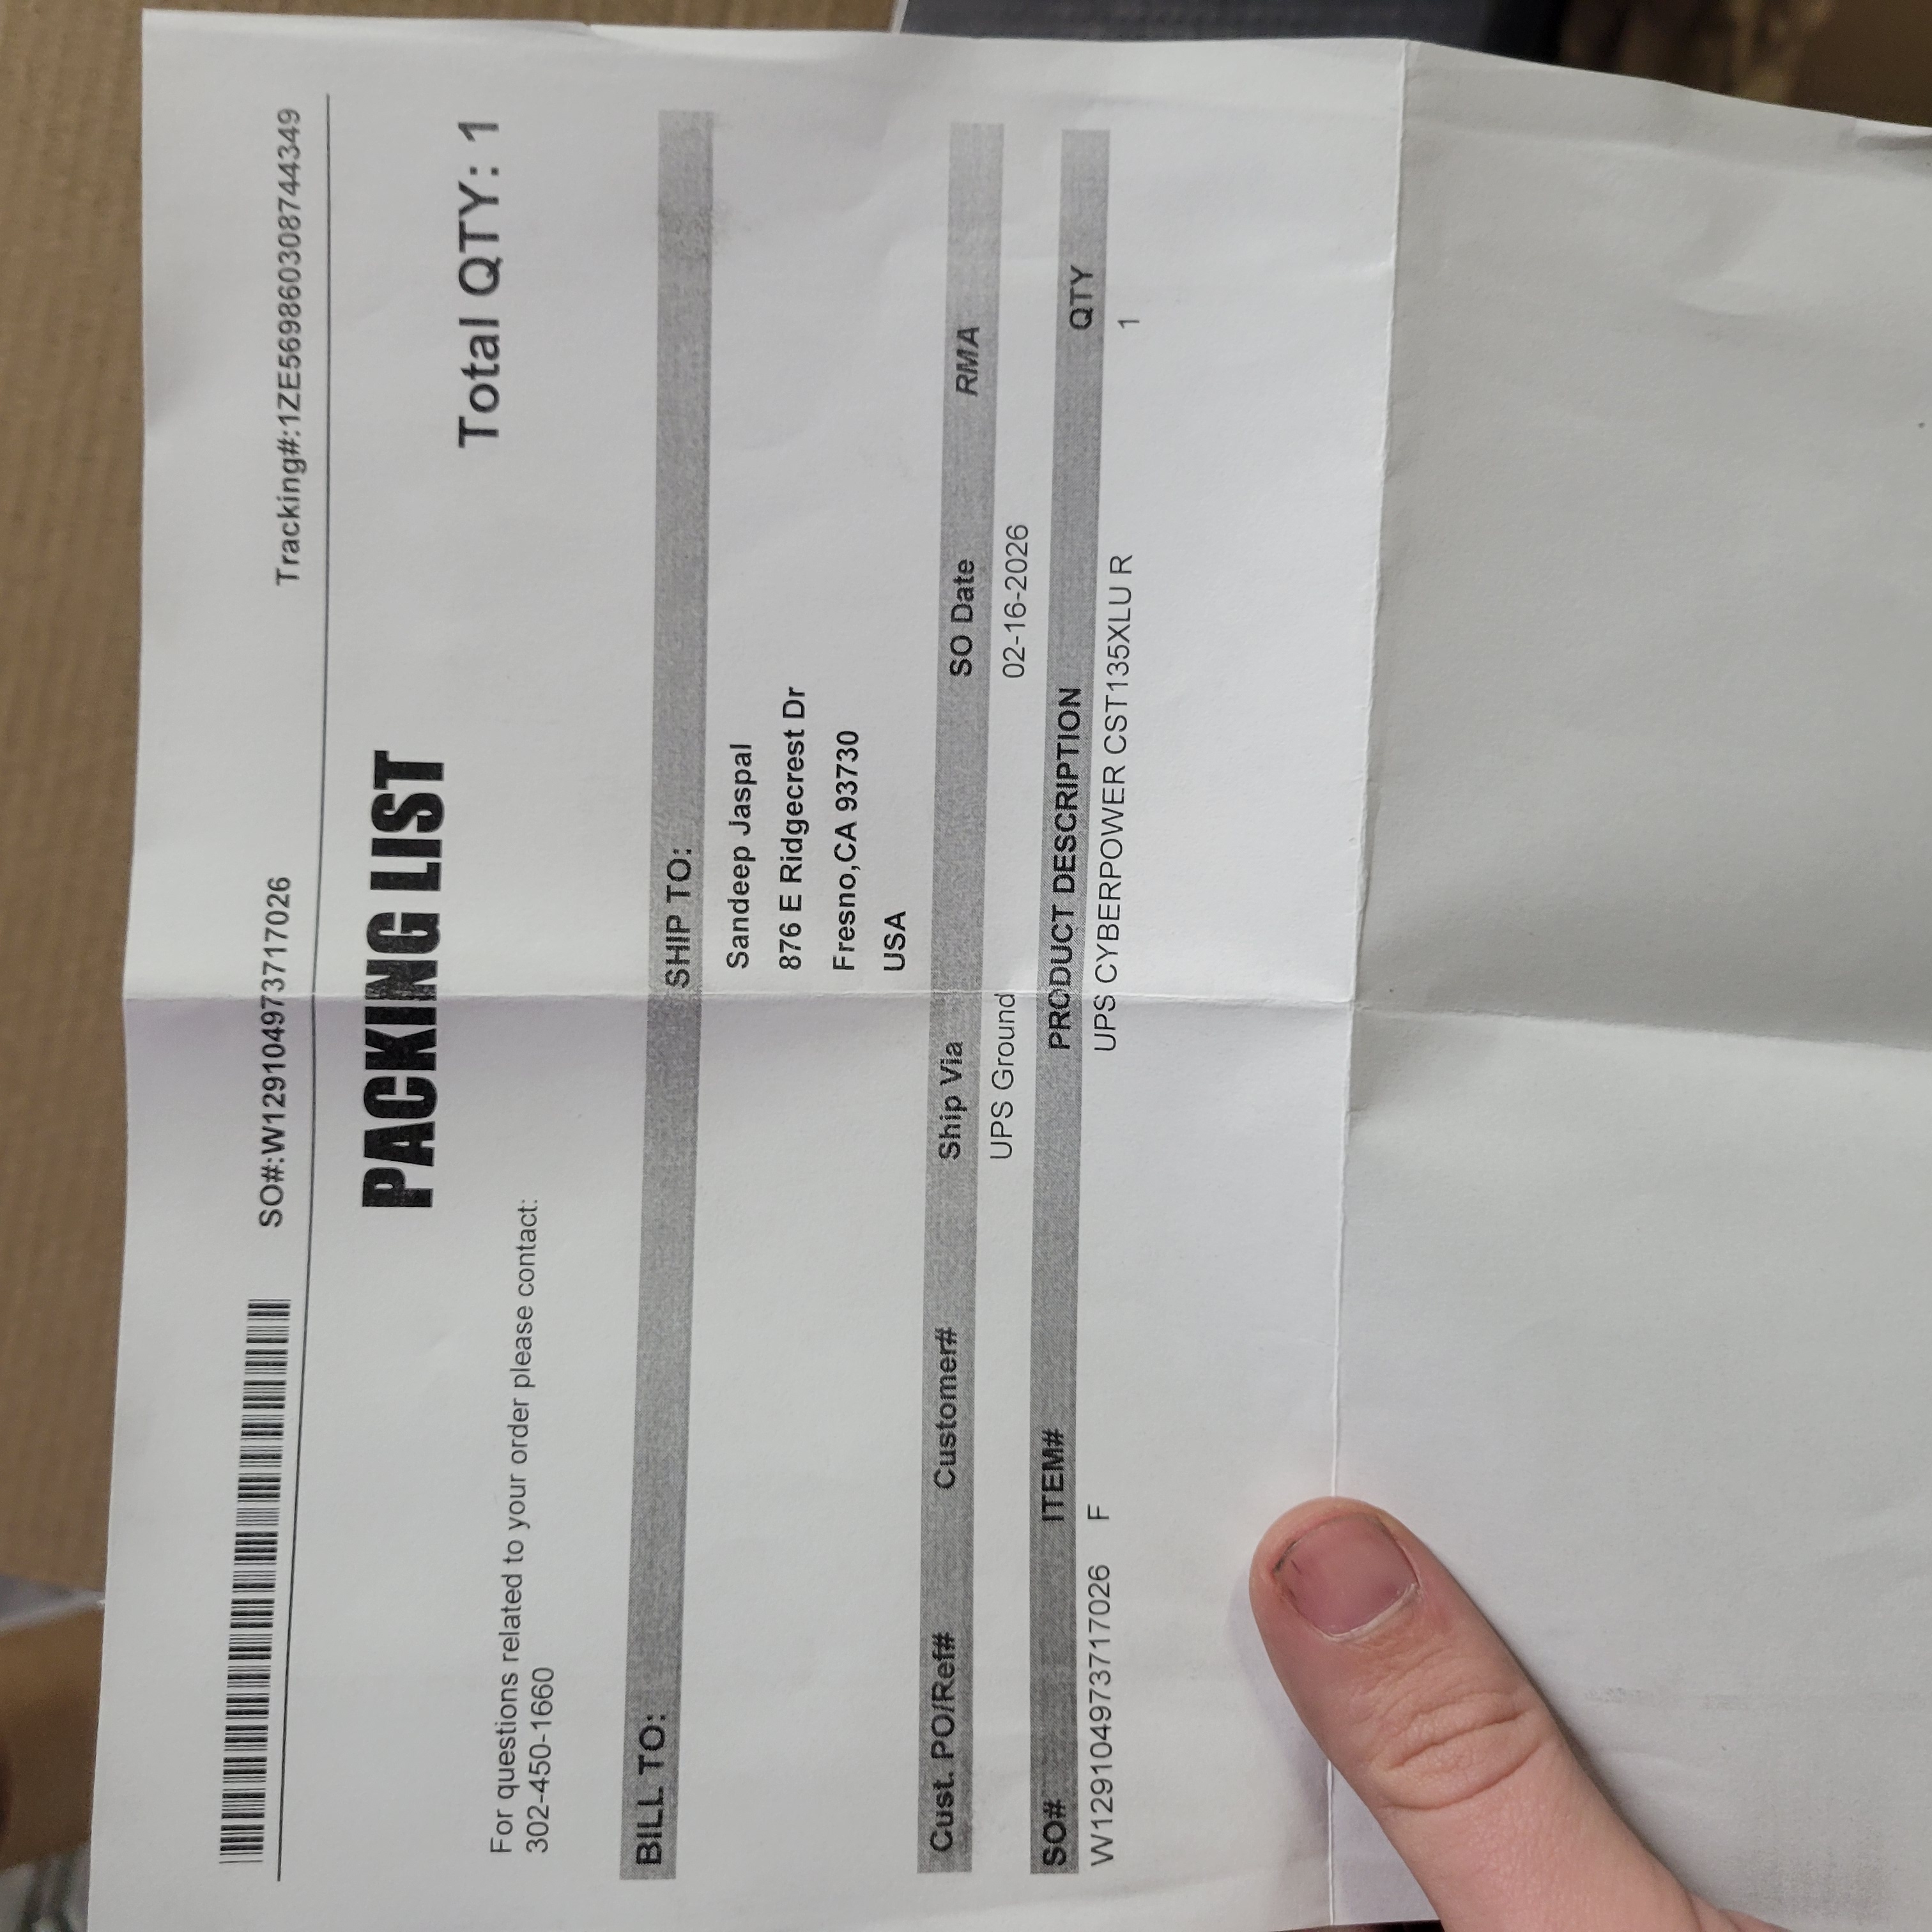 SO#:W129104973717026 Tracking#:1ZE569860308744349
PACKING LIST
Total QTY: 1
For questions related to your order please contact:
302-450-1660
BILL TO: SHIP TO:
Sandeep Jaspal
876 E Ridgecrest Dr
Fresno,CA 93730
USA
Cust. PO/Ref# Customer# Ship Via SO Date RMA
UPS Ground 02-16-2026
SO# ITEM# PRODUCT DESCRIPTION QTY
W129104973717026 F UPS CYBERPOWER CST135XLU R 1